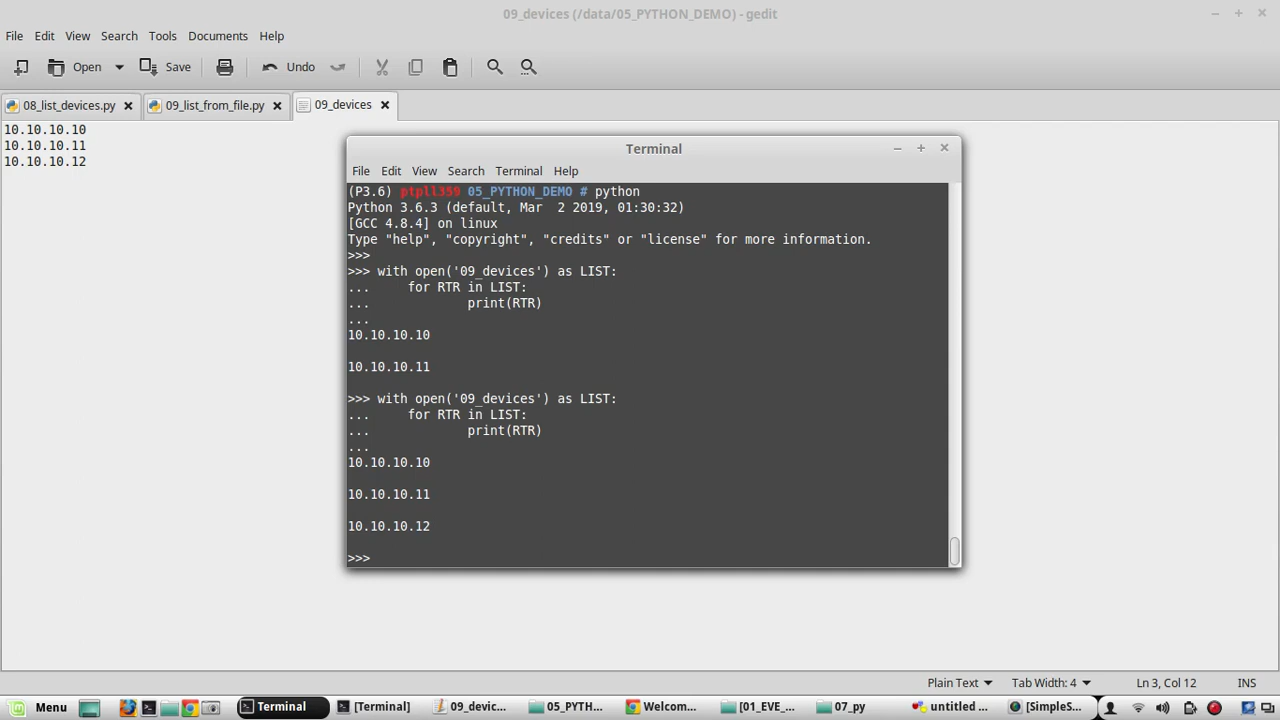 09_devices (/data/05_PYTHON_DEMO) - gedit
File Edit View Search Tools Documents Help
Open Save Undo
08_list_devices.py 09_list_from_file.py 09_devices
10.10.10.10
10.10.10.11
10.10.10.12
Terminal
File Edit View Search Terminal Help
(P3.6) ptpll359 05_PYTHON_DEMO # python
Python 3.6.3 (default, Mar  2 2019, 01:30:32)
[GCC 4.8.4] on linux
Type "help", "copyright", "credits" or "license" for more information.
>>>
>>> with open('09_devices') as LIST:
...     for RTR in LIST:
...             print(RTR)
...
10.10.10.10
10.10.10.11
>>> with open('09_devices') as LIST:
...     for RTR in LIST:
...             print(RTR)
...
10.10.10.10
10.10.10.11
10.10.10.12
>>>
Plain Text Tab Width: 4 Ln 3, Col 12 INS
Menu Terminal [Terminal] 09_devic... 05_PYTH... Welcom... [01_EVE_... 07_py untitled ... [SimpleS...